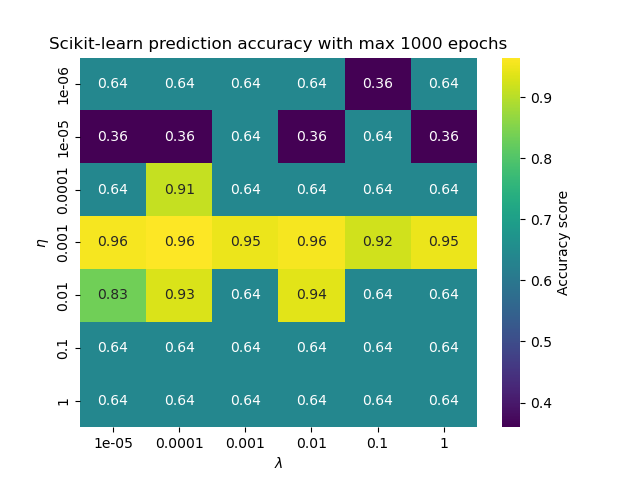 Scikit-learn prediction accuracy with max 1000 epochs
1e-06 0.64 0.64 0.64 0.64 0.36 0.64
1e-05 0.36 0.36 0.64 0.36 0.64 0.36
0.0001 0.64 0.91 0.64 0.64 0.64 0.64
0.001 0.96 0.96 0.95 0.96 0.92 0.95
0.01 0.83 0.93 0.64 0.94 0.64 0.64
0.1 0.64 0.64 0.64 0.64 0.64 0.64
1 0.64 0.64 0.64 0.64 0.64 0.64
η
1e-05 0.0001 0.001 0.01 0.1 1
λ
0.9
0.8
0.7
0.6
0.5
0.4
Accuracy score